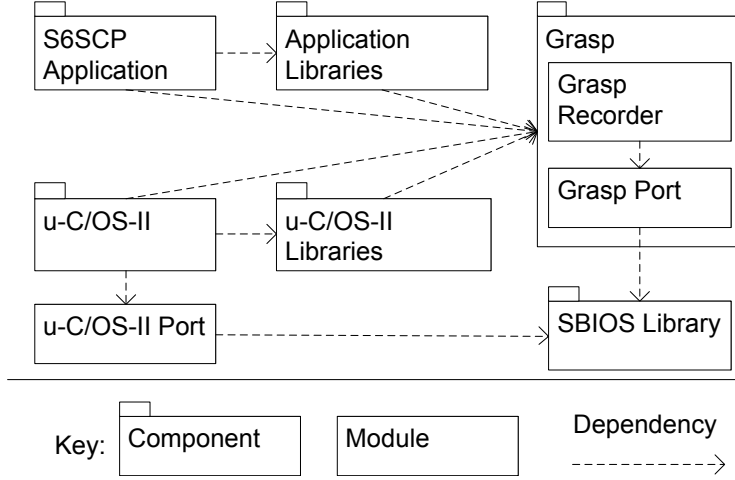 S6SCP
Application
Application
Libraries
Grasp
Grasp
Recorder
Grasp Port
u-C/OS-II
u-C/OS-II
Libraries
u-C/OS-II Port
SBIOS Library
Key:
Component
Module
Dependency